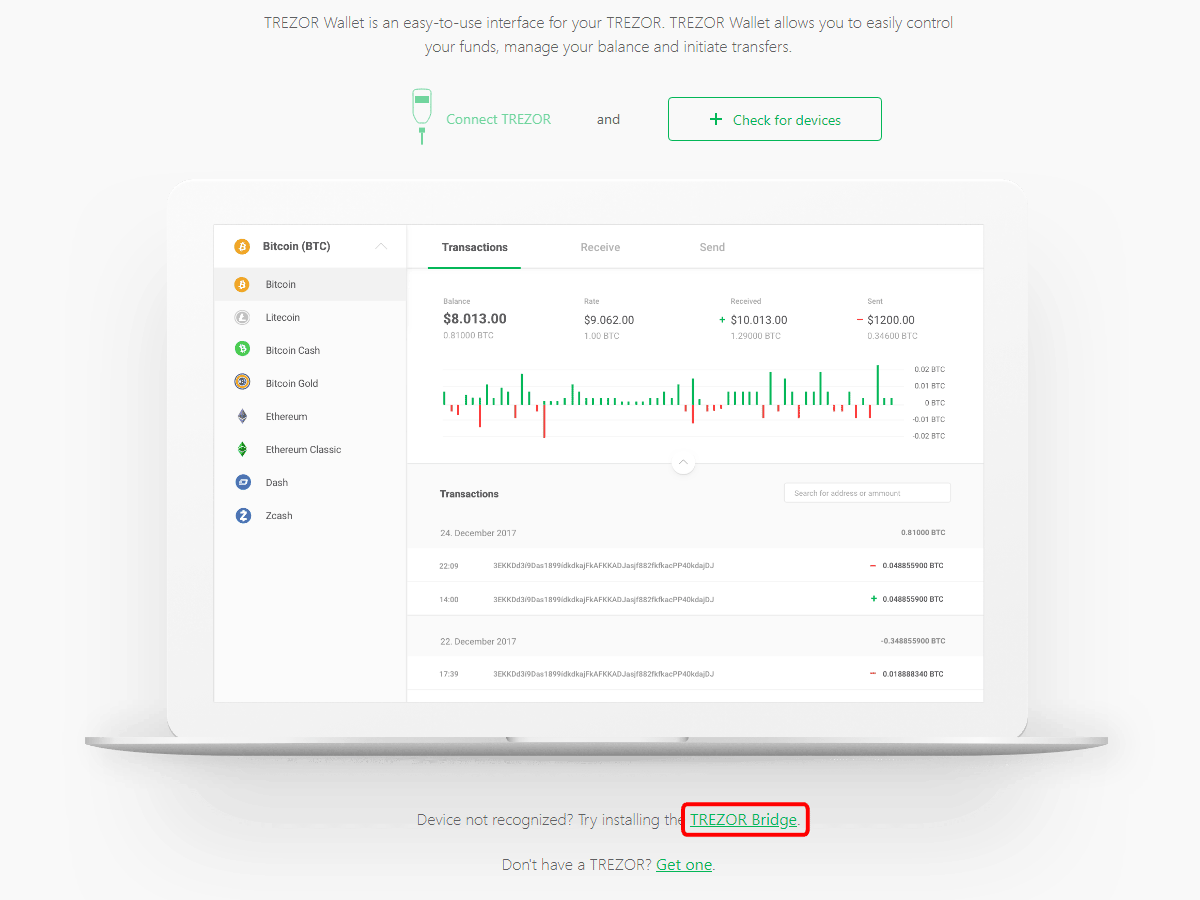 TREZOR Wallet is an easy-to-use interface for your TREZOR. TREZOR Wallet allows you to easily control
your funds, manage your balance and initiate transfers.
Connect TREZOR and + Check for devices
Bitcoin (BTC)
Bitcoin
Litecoin
Bitcoin Cash
Bitcoin Gold
Ethereum
Ethereum Classic
Dash
Zcash
Transactions Receive Send
Balance Rate Received Sent
$8.013.00 $9.062.00 + $10.013.00 – $1200.00
0.81000 BTC 1.00 BTC 1.29000 BTC 0.34600 BTC
0.02 BTC
0.01 BTC
0 BTC
-0.01 BTC
-0.02 BTC
Transactions Search for address or ammount
24. December 2017 0.81000 BTC
22:09 3EKKDd3i9Das1899idkdkajFkAFKKADJasjf882fkfkacPP40kdajDJ – 0.048855900 BTC
14:00 3EKKDd3i9Das1899idkdkajFkAFKKADJasjf882fkfkacPP40kdajDJ + 0.048855900 BTC
22. December 2017 -0.348855900 BTC
17:39 3EKKDd3i9Das1899idkdkajFkAFKKADJasjf882fkfkacPP40kdajDJ – 0.018888340 BTC
Device not recognized? Try installing the TREZOR Bridge.
Don't have a TREZOR? Get one.